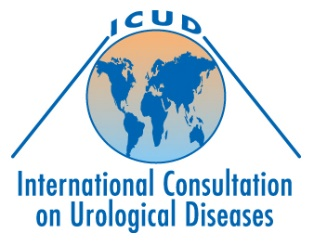 ICUD
International Consultation
on Urological Diseases